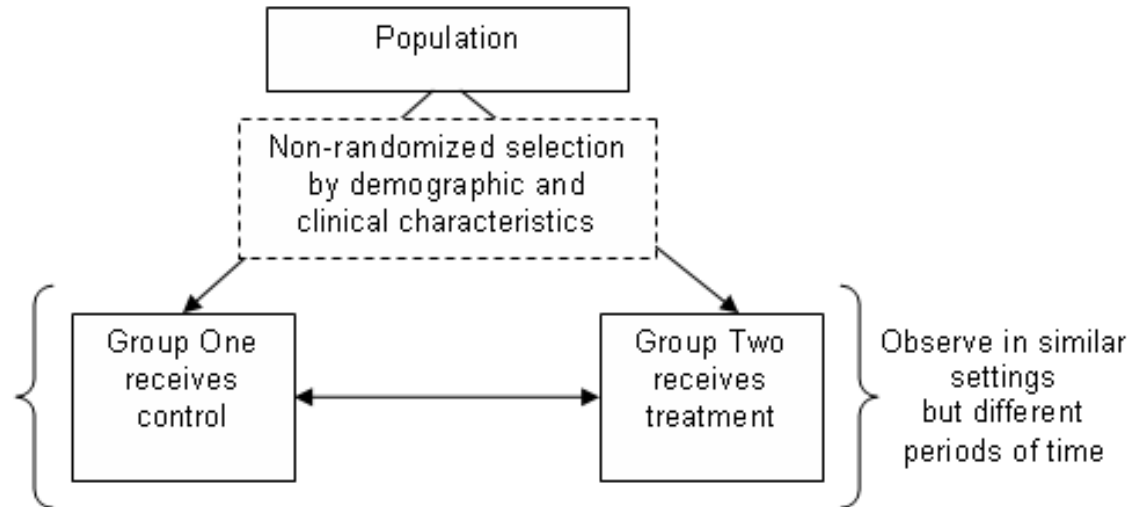 Population
Non-randomized selection
by demographic and
clinical characteristics
Group One
receives
control
Group Two
receives
treatment
Observe in similar
settings
but different
periods of time